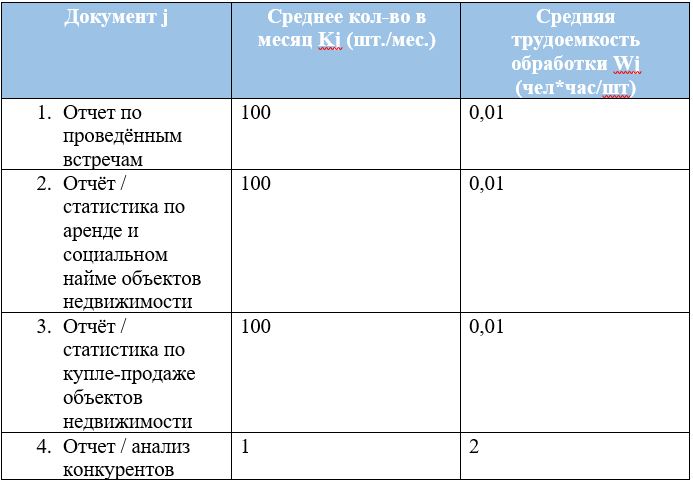 Документ j
Среднее кол-во в
месяц Kj (шт./мес.)
Средняя
трудоемкость
обработки Wj
(чел*час/шт)
1. Отчет по
проведённым
встречам
100
0,01
2. Отчёт /
статистика по
аренде и
социальном
найме объектов
недвижимости
100
0,01
3. Отчёт /
статистика по
купле-продаже
объектов
недвижимости
100
0,01
4. Отчет / анализ
конкурентов
1
2